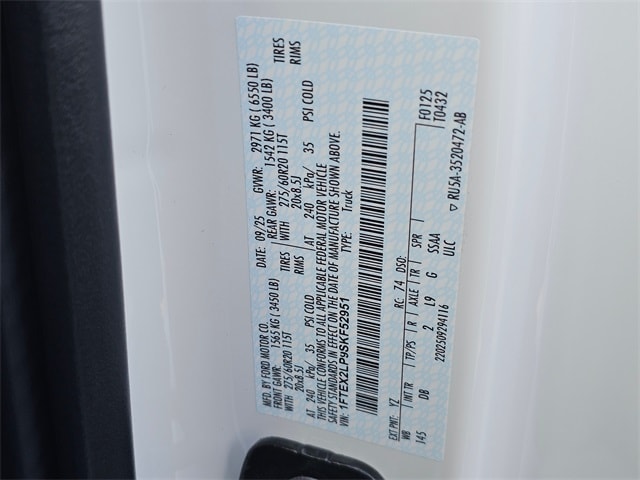 MFD. BY FORD MOTOR CO.
DATE: 09/25 GVWR: 2971 KG ( 6550 LB)
FRONT GAWR: 1565 KG ( 3450 LB) REAR GAWR: 1542 KG ( 3400 LB)
WITH 275/60R20 115T TIRES WITH 275/60R20 115T TIRES
20x8.5J RIMS 20x8.5J RIMS
AT 240 kPa/ 35 PSI COLD AT 240 kPa/ 35 PSI COLD
THIS VEHICLE CONFORMS TO ALL APPLICABLE FEDERAL MOTOR VEHICLE
SAFETY STANDARDS IN EFFECT ON THE DATE OF MANUFACTURE SHOWN ABOVE.
VIN: 1FTEX2LP9SKF52951 TYPE: Truck
EXT PNT: YZ RC: 74 DSO: F0125
WB INT TR TP/PS R AXLE TR SPR T0432
145 DB 2 L9 G SSAA
ULC ▽ RU5A-3520472-AB
2202509294116